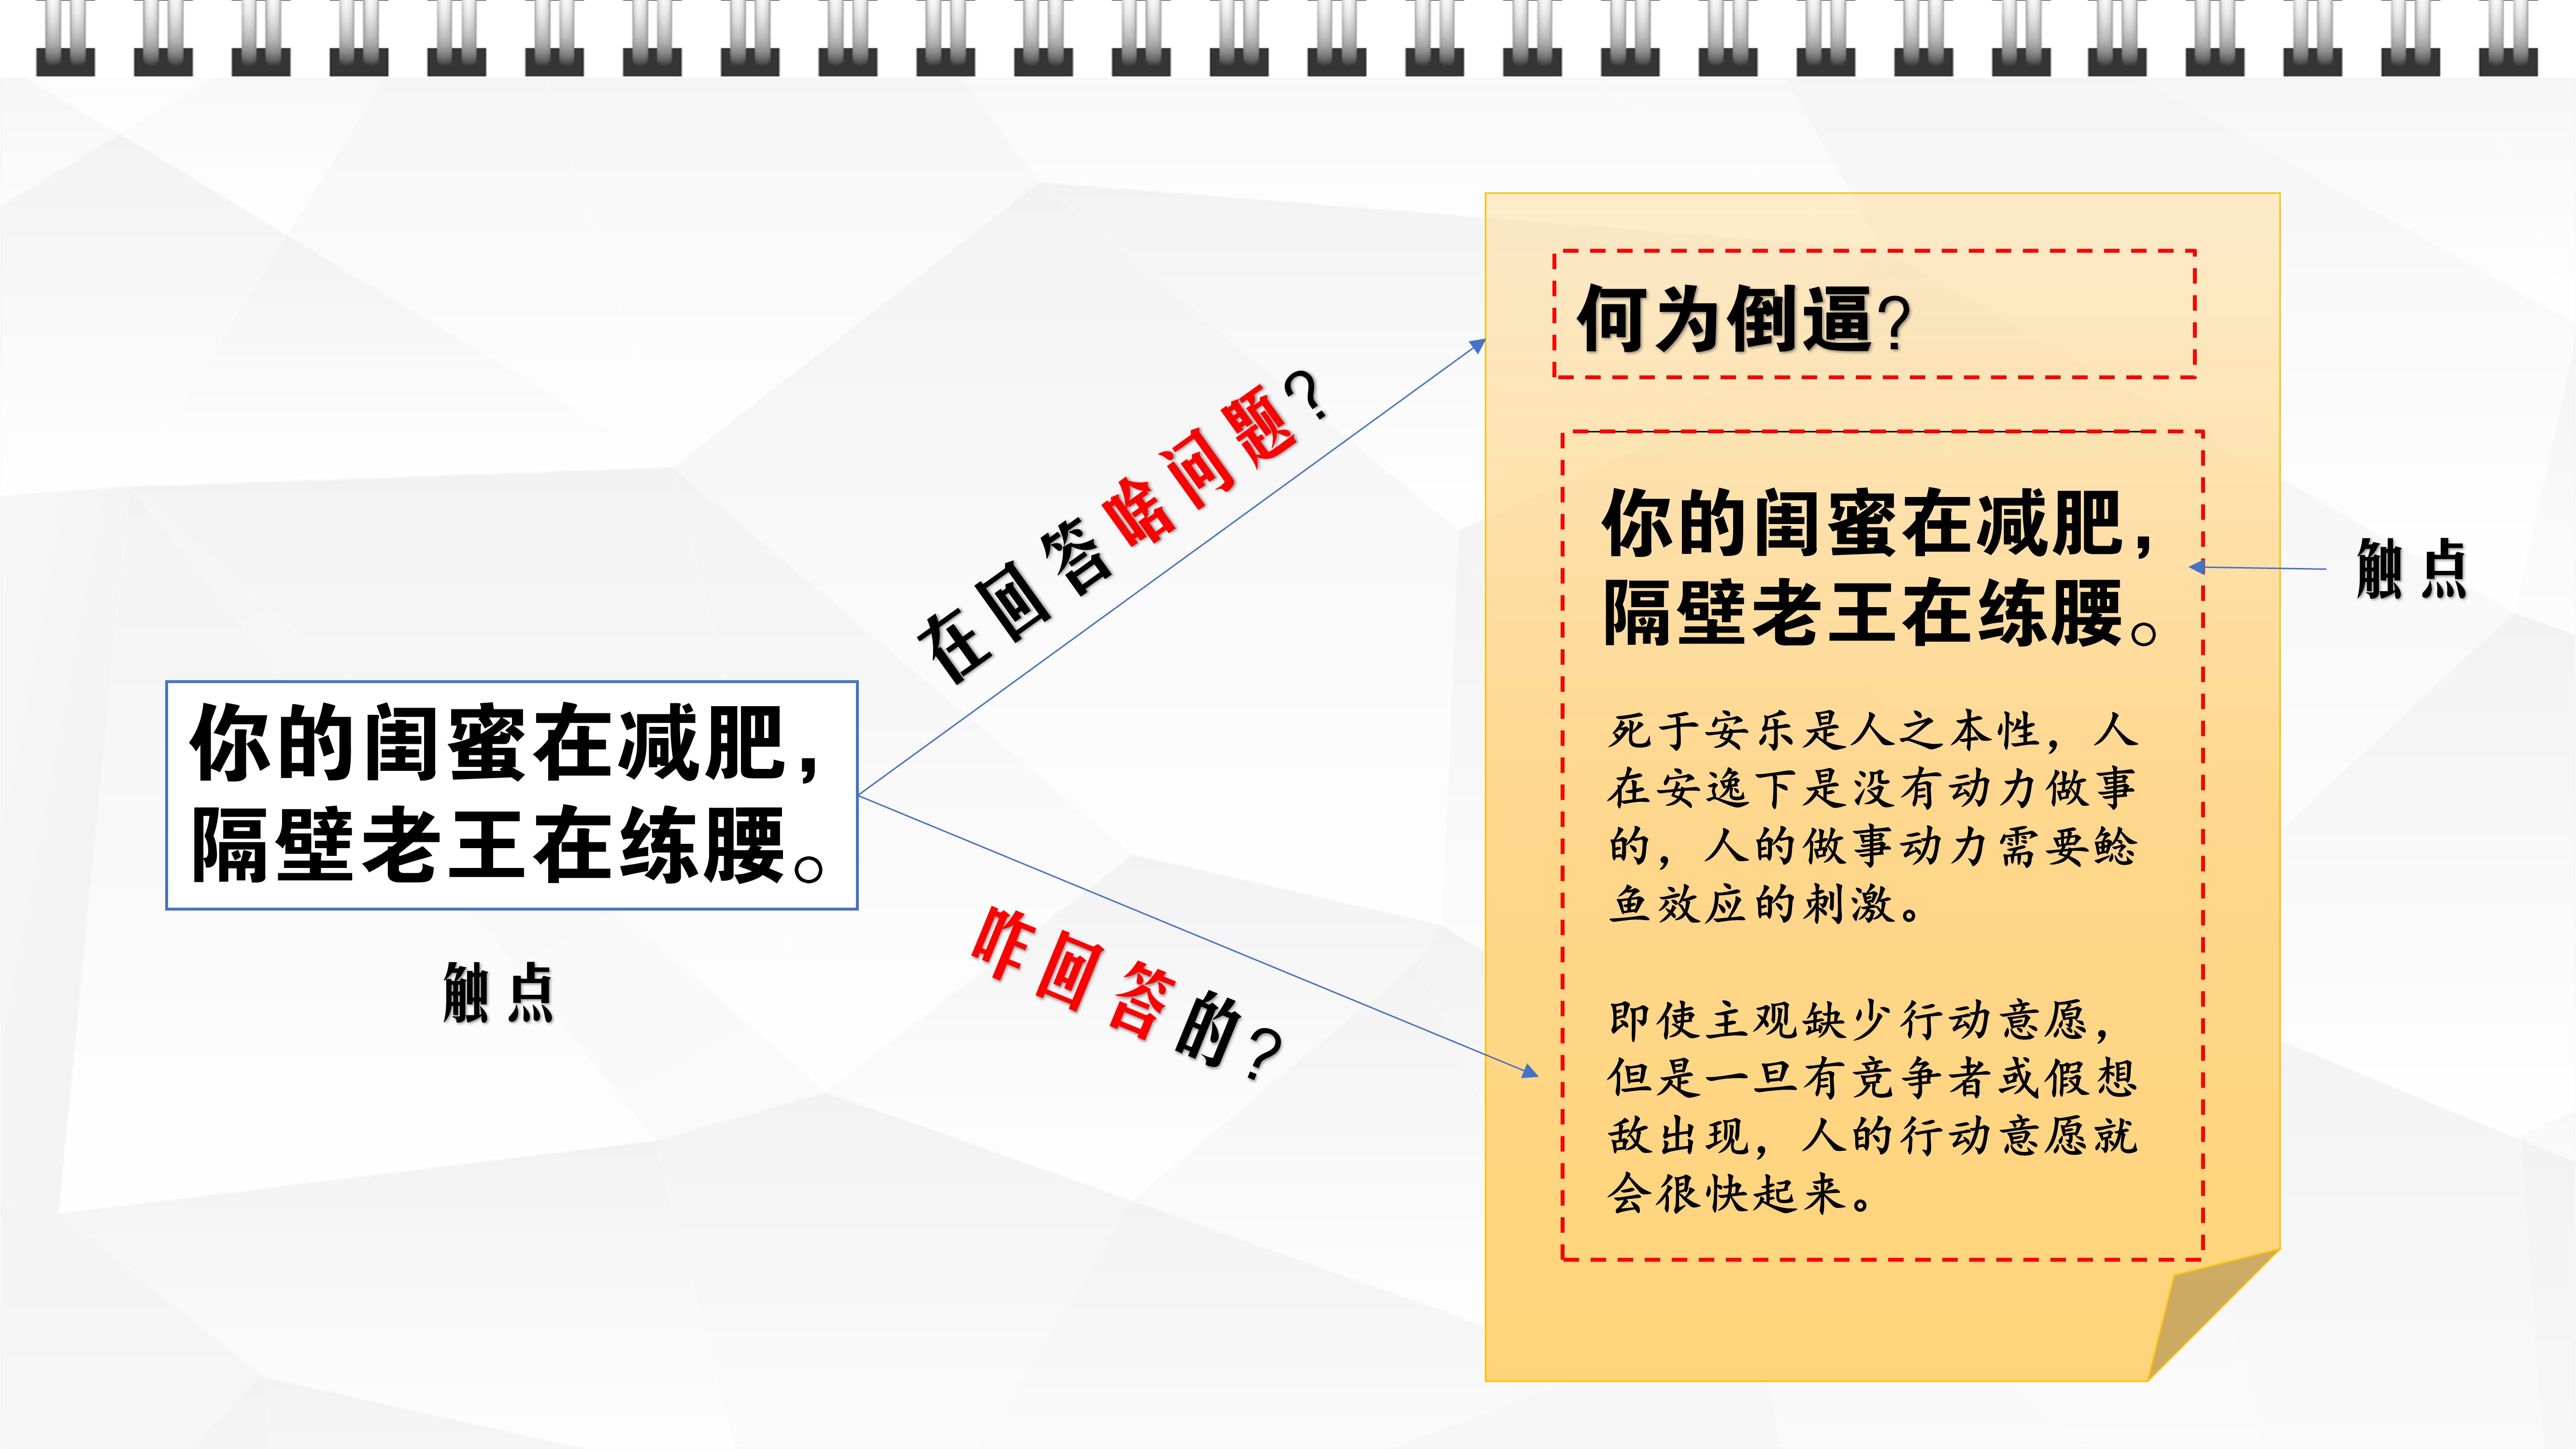 你的闺蜜在减肥，
隔壁老王在练腰。
触点
在回答啥问题？
咋回答的？
何为倒逼？
你的闺蜜在减肥，
隔壁老王在练腰。
触点
死于安乐是人之本性，人
在安逸下是没有动力做事
的，人的做事动力需要鲶
鱼效应的刺激。
即使主观缺少行动意愿，
但是一旦有竞争者或假想
敌出现，人的行动意愿就
会很快起来。